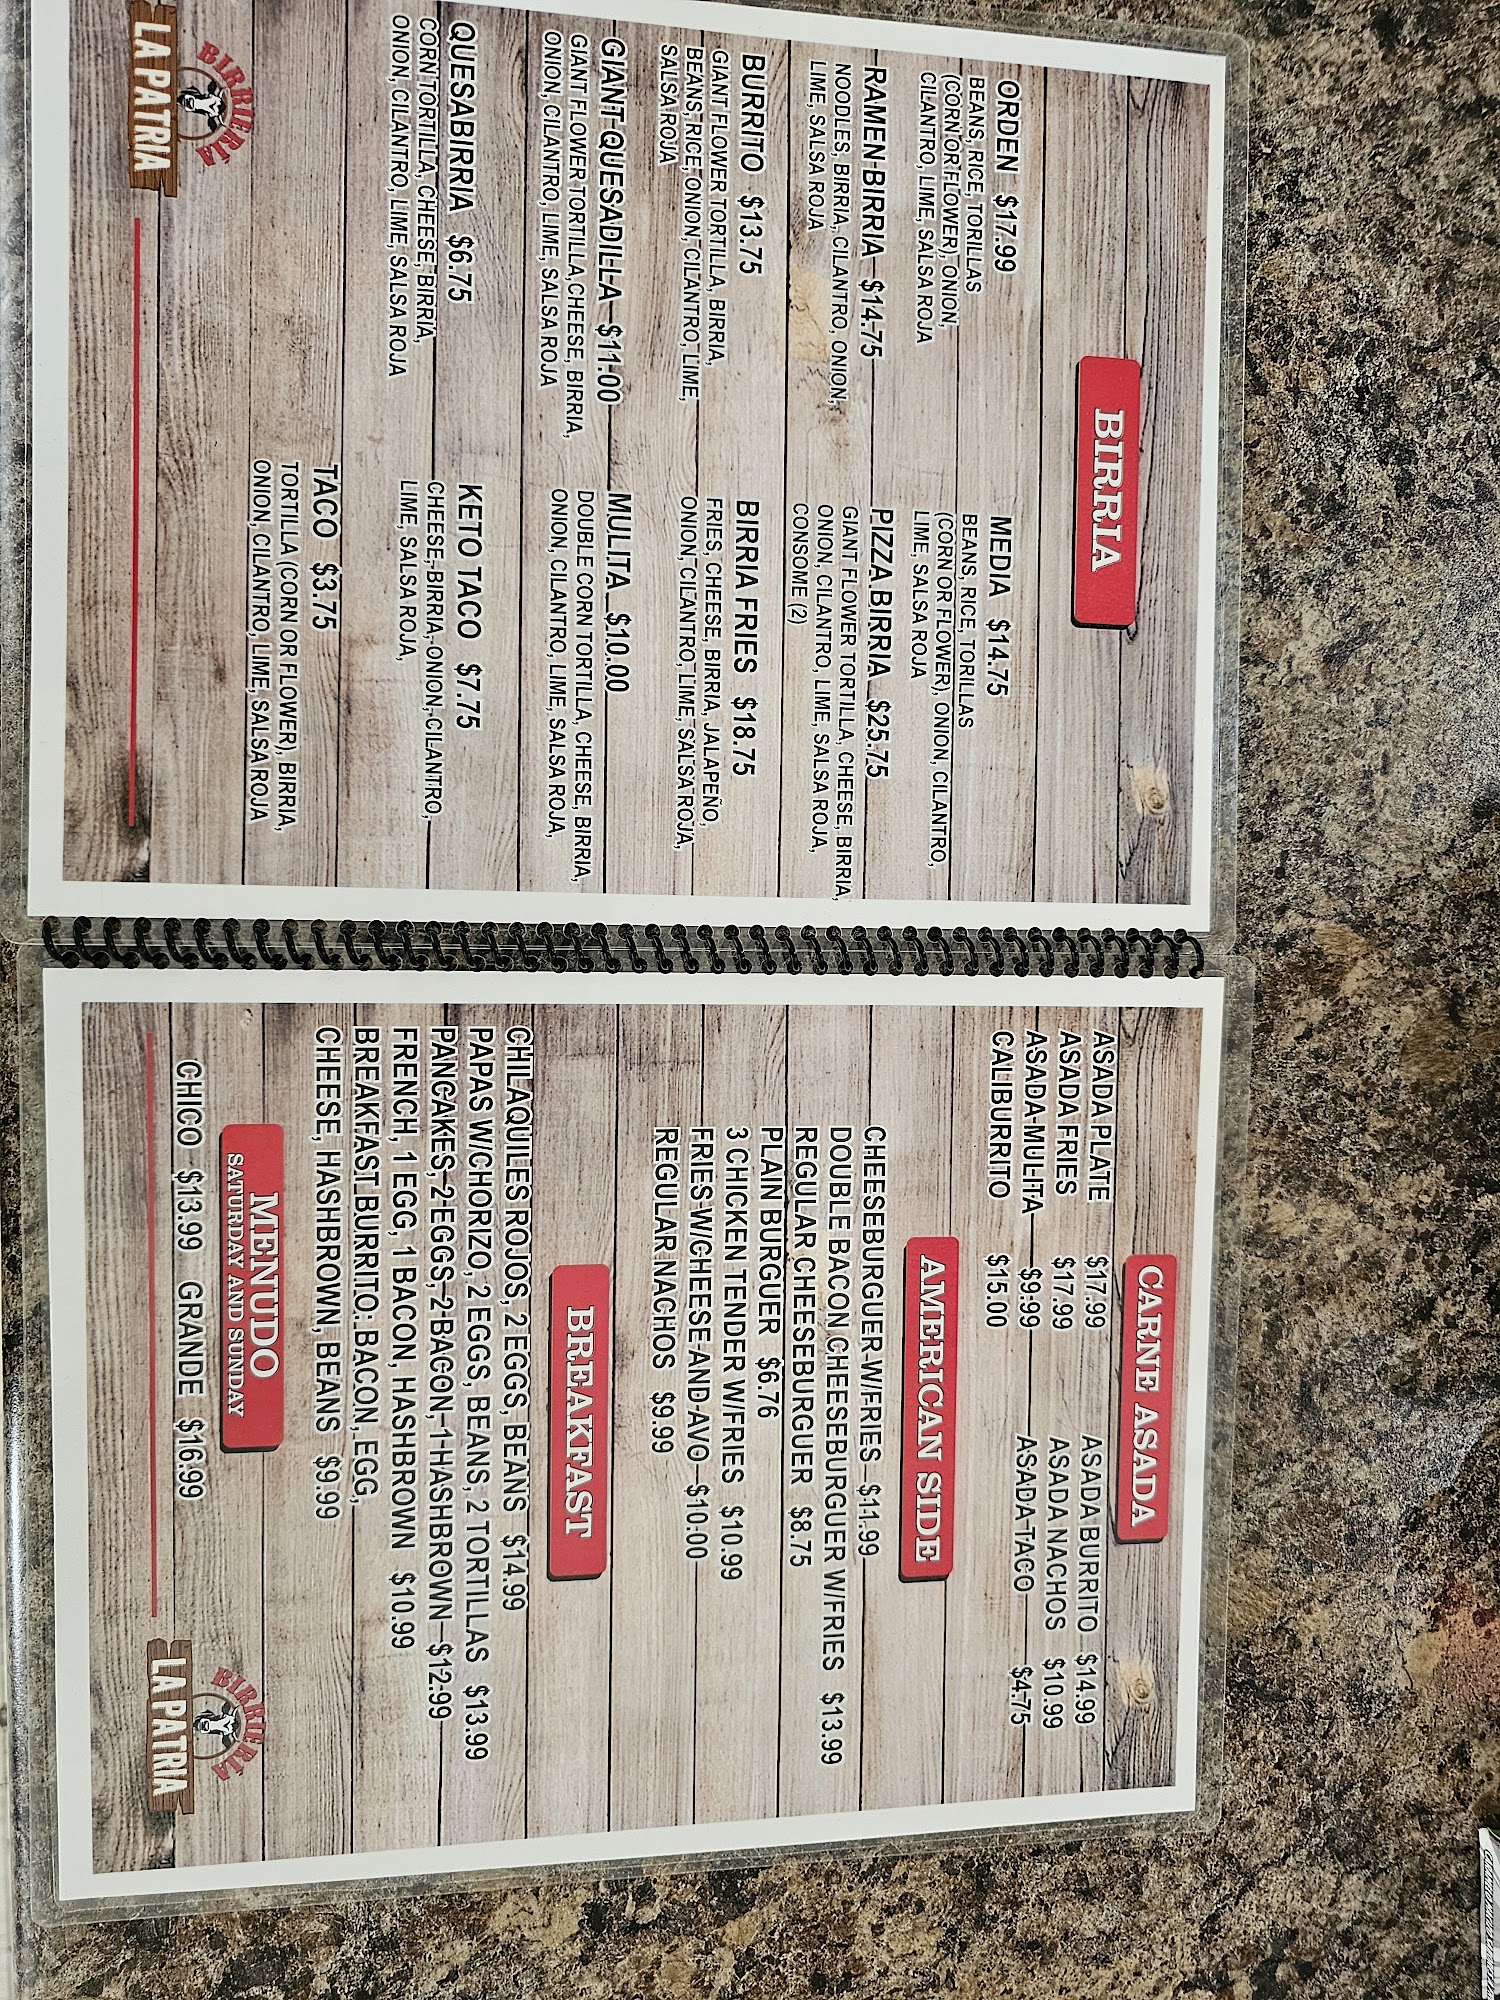 BIRRIA
ORDEN $17.99
BEANS, RICE, TORILLAS
(CORN OR FLOWER), ONION,
CILANTRO, LIME, SALSA ROJA
RAMEN BIRRIA $14.75
NOODLES, BIRRIA, CILANTRO, ONION,
LIME, SALSA ROJA
BURRITO $13.75
GIANT FLOWER TORTILLA, BIRRIA,
BEANS, RICE, ONION, CILANTRO, LIME,
SALSA ROJA
GIANT QUESADILLA $11.00
GIANT FLOWER TORTILLA, CHEESE, BIRRIA,
ONION, CILANTRO, LIME, SALSA ROJA
QUESABIRRIA $6.75
CORN TORTILLA, CHEESE, BIRRIA,
ONION, CILANTRO, LIME, SALSA ROJA
MEDIA $14.75
BEANS, RICE, TORILLAS
(CORN OR FLOWER), ONION, CILANTRO,
LIME, SALSA ROJA
PIZZA BIRRIA $25.75
GIANT FLOWER TORTILLA, CHEESE, BIRRIA,
ONION, CILANTRO, LIME, SALSA ROJA,
CONSOME (2)
BIRRIA FRIES $18.75
FRIES, CHEESE, BIRRIA, JALAPEÑO,
ONION, CILANTRO, LIME, SALSA ROJA,
MULITA $10.00
DOUBLE CORN TORTILLA, CHEESE, BIRRIA,
ONION, CILANTRO, LIME, SALSA ROJA,
KETO TACO $7.75
CHEESE, BIRRIA, ONION, CILANTRO,
LIME, SALSA ROJA,
TACO $3.75
TORTILLA (CORN OR FLOWER), BIRRIA,
ONION, CILANTRO, LIME, SALSA ROJA
BIRRIERIA
LA PATRIA
CARNE ASADA
ASADA PLATE $17.99
ASADA FRIES $17.99
ASADA MULITA $9.99
CALIBURRITO $15.00
ASADA BURRITO $14.99
ASADA NACHOS $10.99
ASADA TACO $4.75
AMERICAN SIDE
CHEESEBURGUER W/FRIES $11.99
DOUBLE BACON CHEESEBURGUER W/FRIES $13.99
REGULAR CHEESEBURGUER $8.75
PLAIN BURGUER $6.76
3 CHICKEN TENDER W/FRIES $10.99
FRIES W/CHEESE AND AVO $10.00
REGULAR NACHOS $9.99
BREAKFAST
CHILAQUILES ROJOS, 2 EGGS, BEANS $14.99
PAPAS W/CHORIZO, 2 EGGS, BEANS, 2 TORTILLAS $13.99
PANCAKES, 2 EGGS, 2 BACON, 1 HASHBROWN $12.99
FRENCH, 1 EGG, 1 BACON, HASHBROWN $10.99
BREAKFAST BURRITO: BACON, EGG,
CHEESE, HASHBROWN, BEANS $9.99
MENUDO
SATURDAY AND SUNDAY
CHICO $13.99 GRANDE $16.99
BIRRIERIA
LA PATRIA